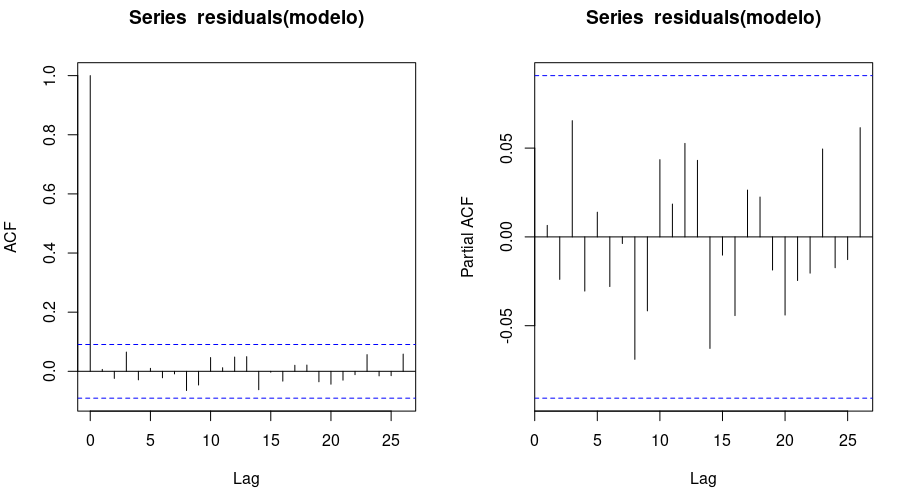 Series residuals(modelo)
ACF
1.0
0.8
0.6
0.4
0.2
0.0
0 5 10 15 20 25
Lag
Series residuals(modelo)
Partial ACF
0.05
0.00
-0.05
0 5 10 15 20 25
Lag